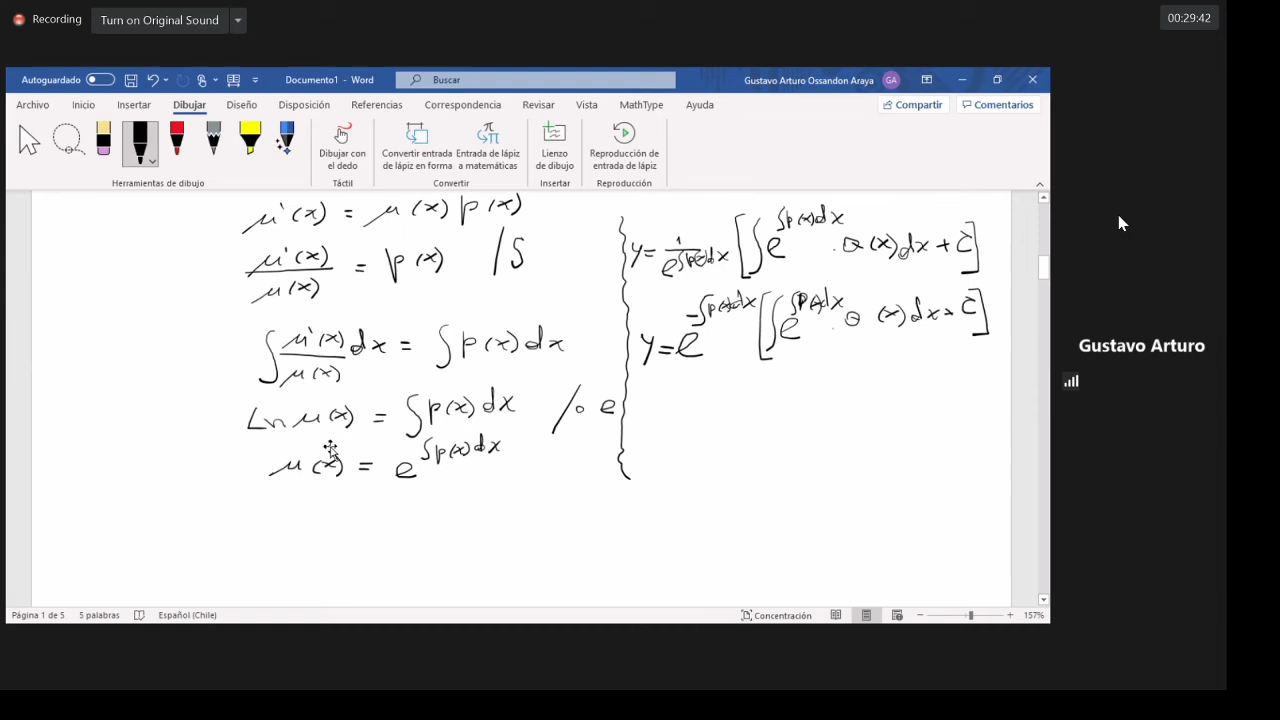 Recording
Turn on Original Sound
00:29:42
Autoguardado
Documento1 - Word
Buscar
Gustavo Arturo Ossandon Araya
GA
Archivo Inicio Insertar Dibujar Diseño Disposición Referencias Correspondencia Revisar Vista MathType Ayuda
Compartir Comentarios
Dibujar con el dedo
Convertir entrada de lápiz en forma
Entrada de lápiz a matemáticas
Lienzo de dibujo
Reproducción de entrada de lápiz
Herramientas de dibujo Táctil Convertir Insertar Reproducción
μ'(x) = μ(x) p(x)
μ'(x)/μ(x) = p(x) /∫
∫ μ'(x)/μ(x) dx = ∫ p(x) dx
Ln μ(x) = ∫ p(x) dx /∘ e
μ(x) = e^∫p(x)dx
y = 1/e^∫p(x)dx [∫ e^∫p(x)dx · Q(x) dx + C]
y = e^-∫p(x)dx [∫ e^∫p(x)dx · Q(x) dx + C]
Gustavo Arturo
Página 1 de 5 5 palabras Español (Chile) Concentración 157%